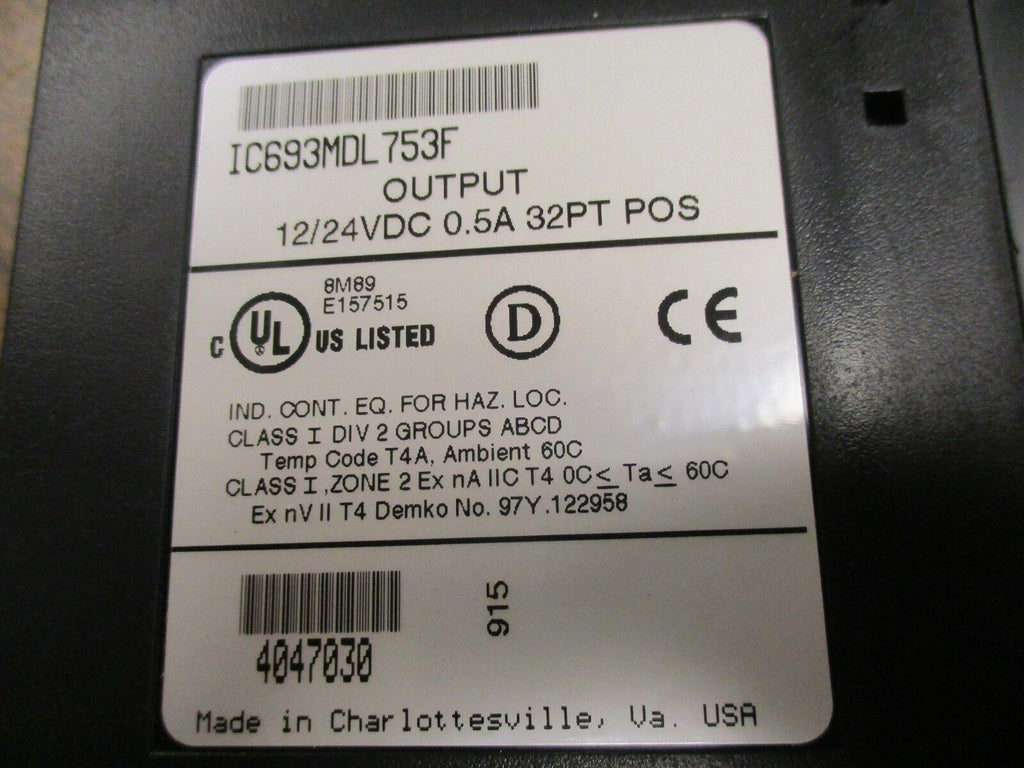 IC693MDL753F
OUTPUT
12/24VDC 0.5A 32PT POS
8M89
E157515
C UL US LISTED
D
CE
IND. CONT. EQ. FOR HAZ. LOC.
CLASS I DIV 2 GROUPS ABCD
Temp Code T4A, Ambient 60C
CLASS I ,ZONE 2 Ex nA IIC T4 0C ≤ Ta ≤ 60C
Ex nV II T4 Demko No. 97Y.122958
4047030
915
Made in Charlottesville, Va. USA